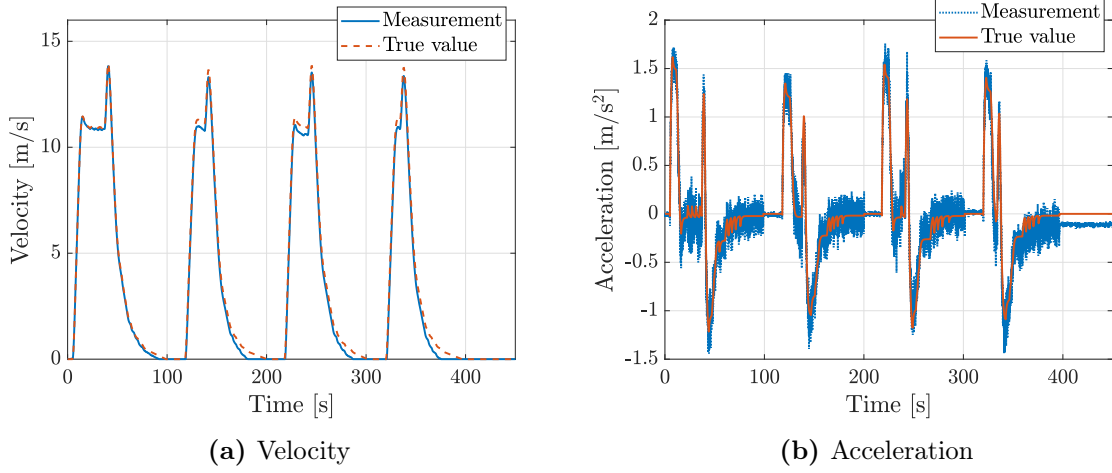 Measurement
True value
15
10
5
0
Velocity [m/s]
0
100
200
300
400
Time [s]
(a) Velocity
Measurement
True value
2
1.5
1
0.5
0
-0.5
-1
-1.5
Acceleration [m/s²]
0
100
200
300
400
Time [s]
(b) Acceleration